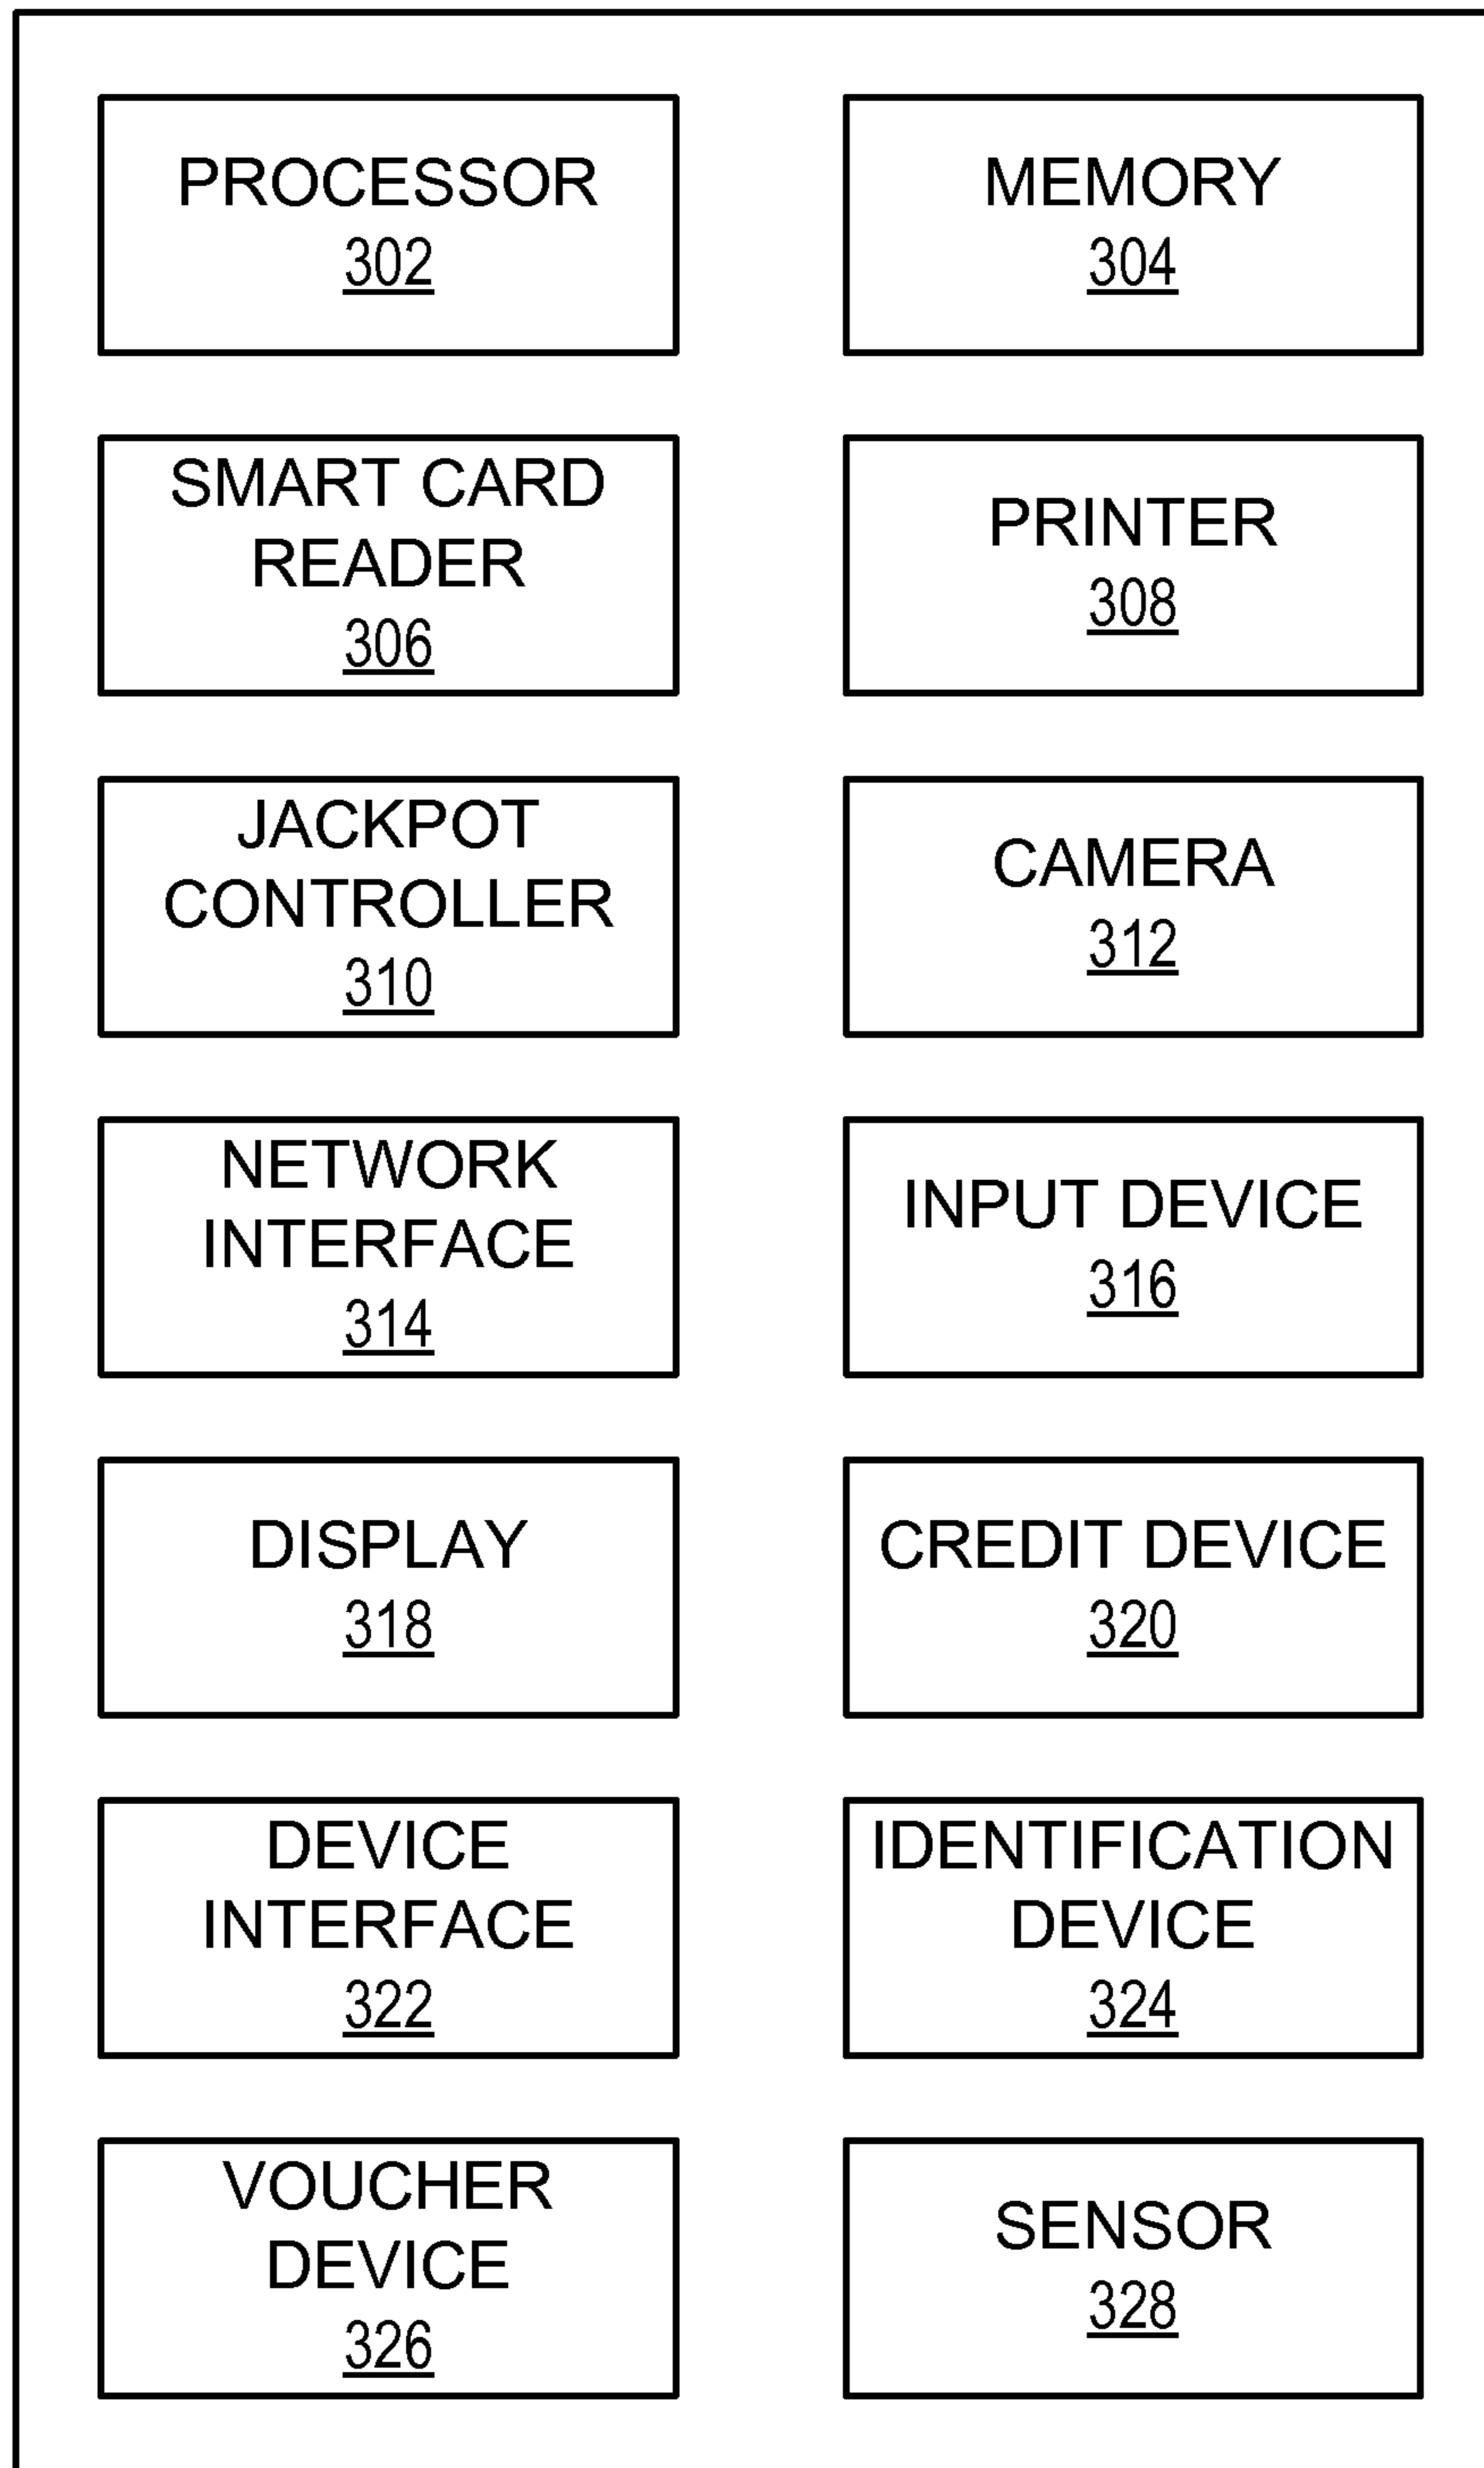 PROCESSOR
302
MEMORY
304
SMART CARD
READER
306
PRINTER
308
JACKPOT
CONTROLLER
310
CAMERA
312
NETWORK
INTERFACE
314
INPUT DEVICE
316
DISPLAY
318
CREDIT DEVICE
320
DEVICE
INTERFACE
322
IDENTIFICATION
DEVICE
324
VOUCHER
DEVICE
326
SENSOR
328